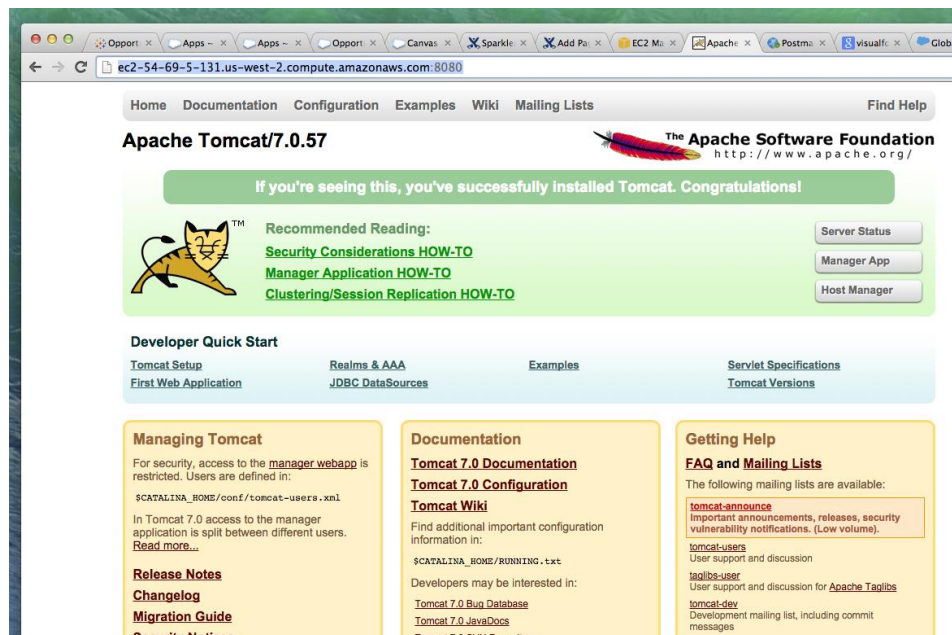 Opport
Apps –
Apps –
Opport
Canvas
Sparkle
Add Pa
EC2 Ma
Apache
Postma
visualfo
Glob
ec2-54-69-5-131.us-west-2.compute.amazonaws.com:8080
Home Documentation Configuration Examples Wiki Mailing Lists Find Help
Apache Tomcat/7.0.57
The Apache Software Foundation
http://www.apache.org/
If you're seeing this, you've successfully installed Tomcat. Congratulations!
TM
Recommended Reading:
Security Considerations HOW-TO
Manager Application HOW-TO
Clustering/Session Replication HOW-TO
Server Status
Manager App
Host Manager
Developer Quick Start
Tomcat Setup
First Web Application
Realms & AAA
JDBC DataSources
Examples
Servlet Specifications
Tomcat Versions
Managing Tomcat
For security, access to the manager webapp is
restricted. Users are defined in:
$CATALINA_HOME/conf/tomcat-users.xml
In Tomcat 7.0 access to the manager
application is split between different users.
Read more...
Release Notes
Changelog
Migration Guide
Documentation
Tomcat 7.0 Documentation
Tomcat 7.0 Configuration
Tomcat Wiki
Find additional important configuration
information in:
$CATALINA_HOME/RUNNING.txt
Developers may be interested in:
Tomcat 7.0 Bug Database
Tomcat 7.0 JavaDocs
Getting Help
FAQ and Mailing Lists
The following mailing lists are available:
tomcat-announce
Important announcements, releases, security
vulnerability notifications. (Low volume).
tomcat-users
User support and discussion
taglibs-user
User support and discussion for Apache Taglibs
tomcat-dev
Development mailing list, including commit
messages